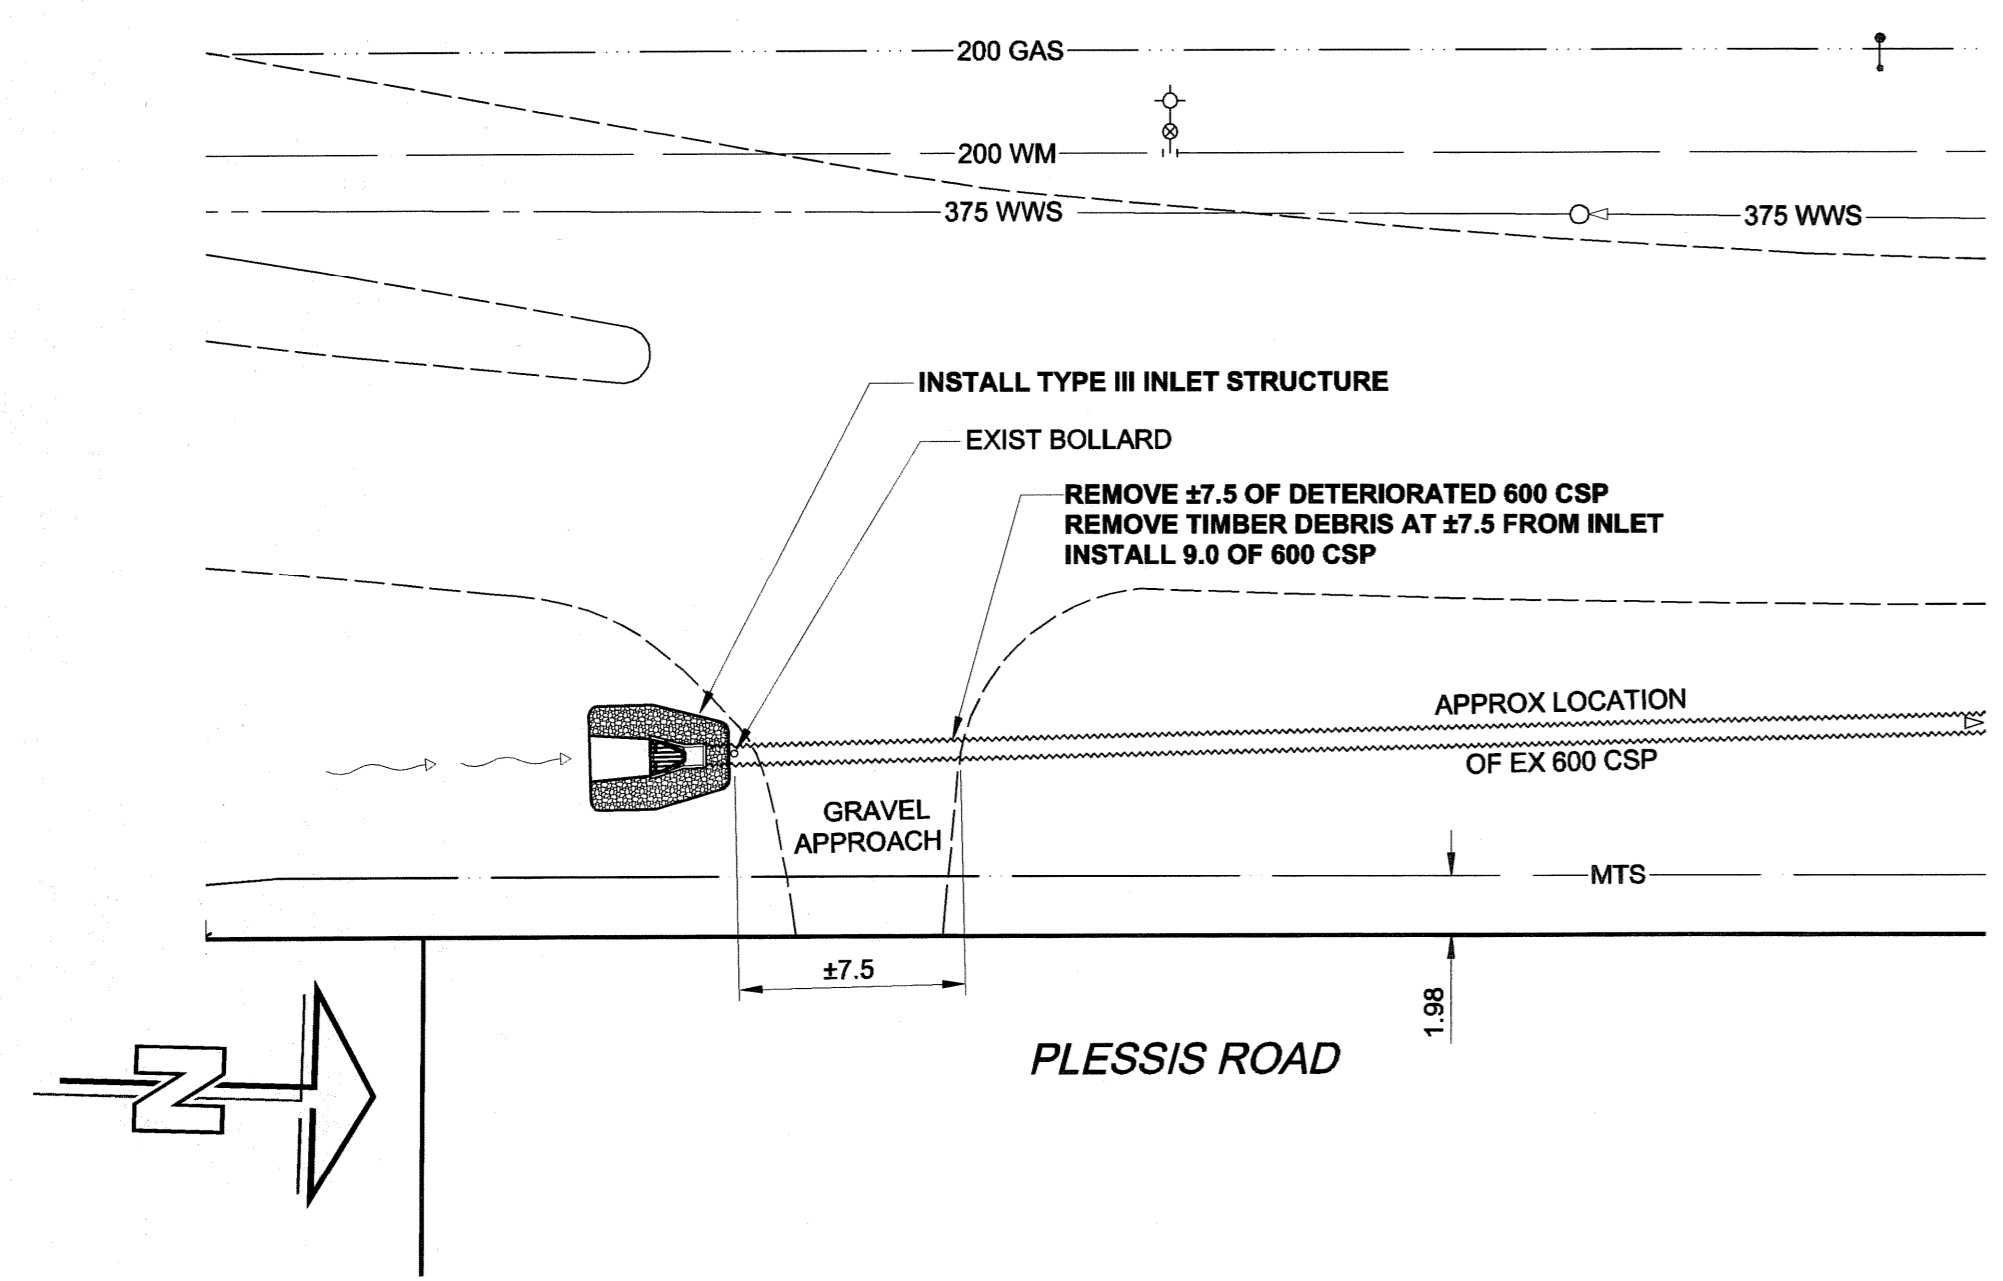 200 GAS
200 WM
375 WWS
375 WWS
INSTALL TYPE III INLET STRUCTURE
EXIST BOLLARD
REMOVE ±7.5 OF DETERIORATED 600 CSP
REMOVE TIMBER DEBRIS AT ±7.5 FROM INLET
INSTALL 9.0 OF 600 CSP
APPROX LOCATION
OF EX 600 CSP
GRAVEL
APPROACH
MTS
±7.5
1.98
PLESSIS ROAD
N